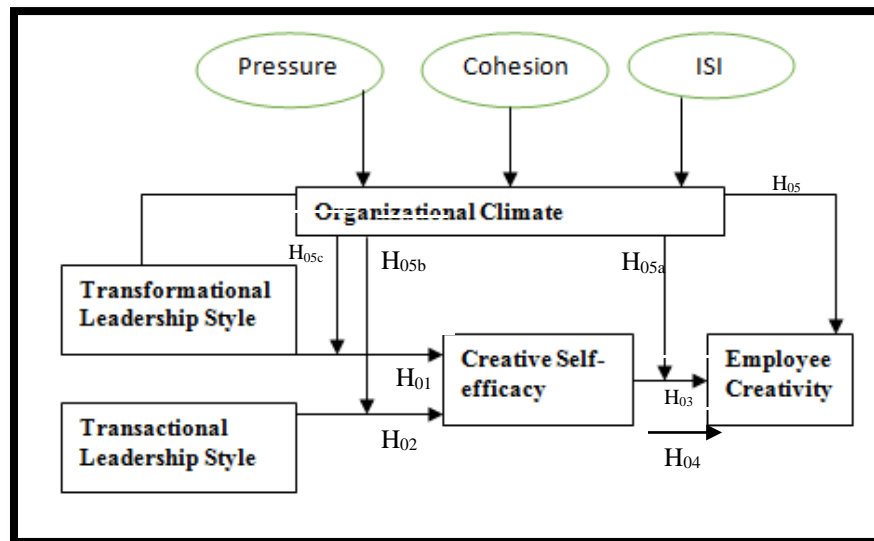 Pressure
Cohesion
ISI
H05
Organizational Climate
H05c
H05b
H05a
Transformational
Leadership Style
Creative Self-
efficacy
Employee
Creativity
H01
H03
Transactional
Leadership Style
H02
H04